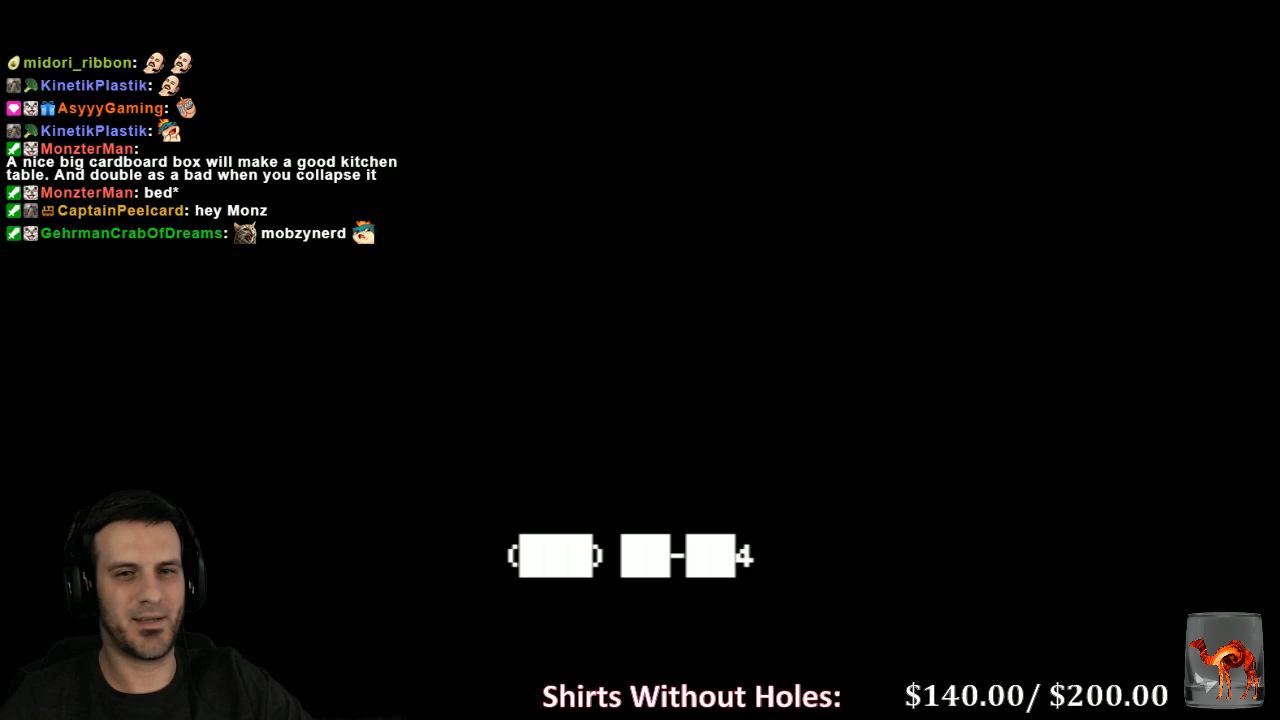 midori_ribbon:
KinetikPlastik:
AsyyyGaming:
KinetikPlastik:
MonzterMan:
A nice big cardboard box will make a good kitchen
table. And double as a bad when you collapse it
MonzterMan: bed*
CaptainPeelcard: hey Monz
GehrmanCrabOfDreams: mobzynerd
(███) ██-██4
Shirts Without Holes: $140.00/ $200.00